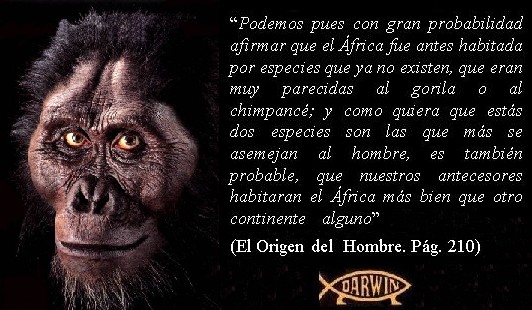 “Podemos pues con gran probabilidad
afirmar que el África fue antes habitada
por especies que ya no existen, que eran
muy parecidas al gorila o al
chimpancé; y como quiera que estás
dos especies son las que más se
asemejan al hombre, es también
probable, que nuestros antecesores
habitaran el África más bien que otro
continente alguno”
(El Origen del Hombre. Pág. 210)
DARWIN